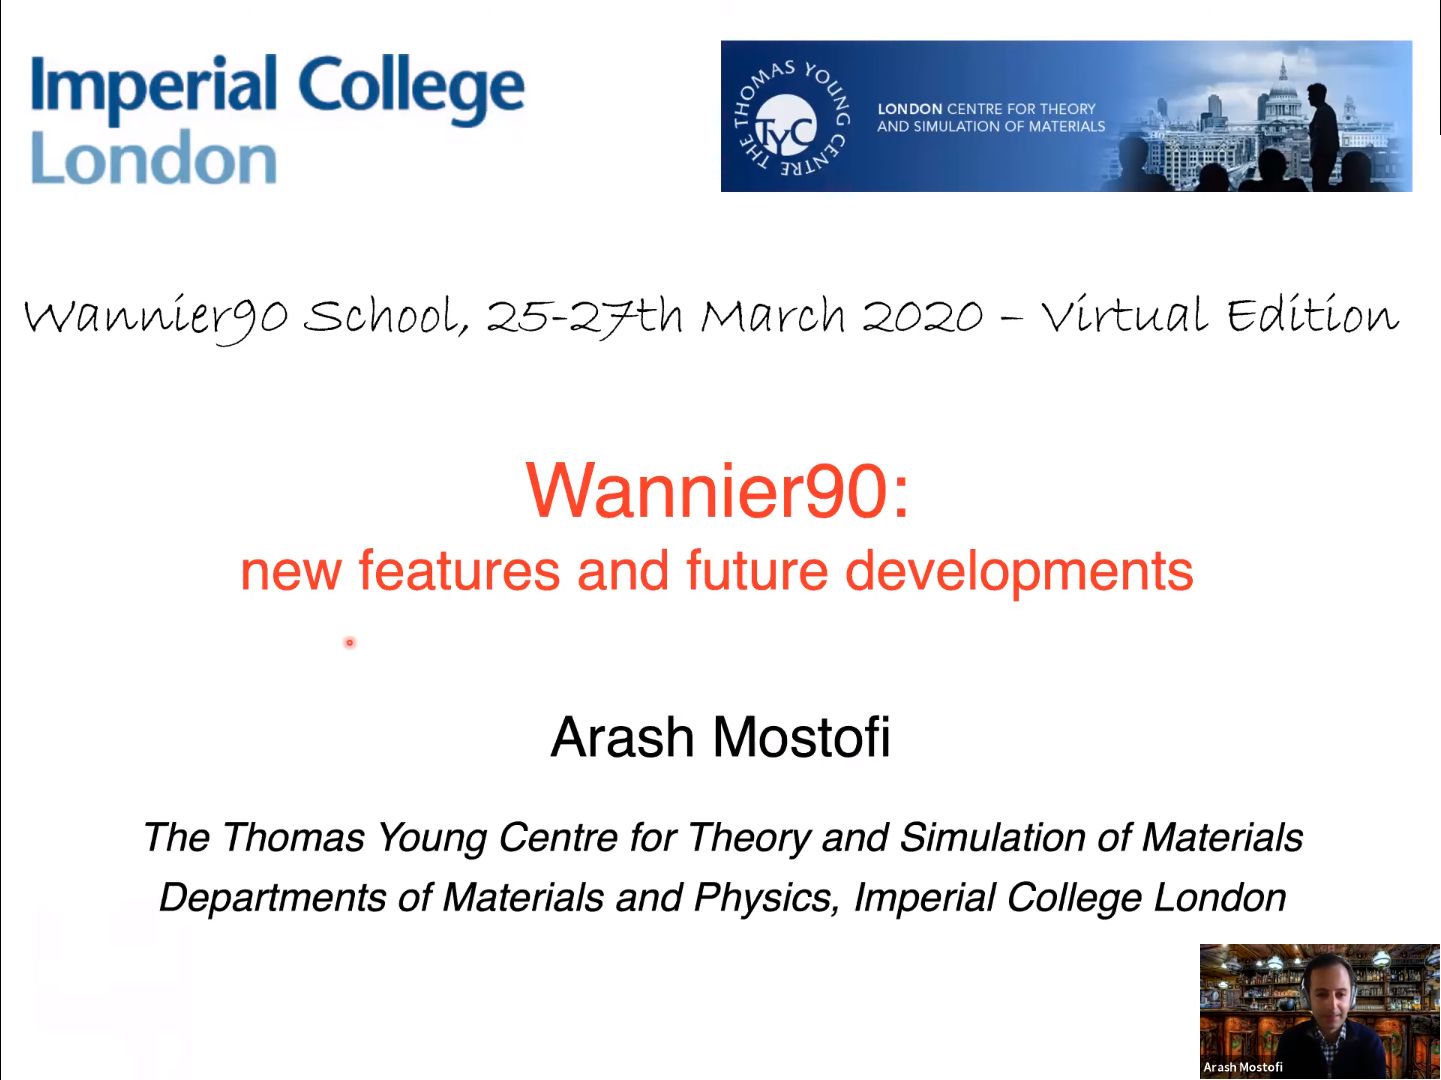 Imperial College
London
THE THOMAS YOUNG CENTRE
TYC
LONDON CENTRE FOR THEORY
AND SIMULATION OF MATERIALS
Wannier90 School, 25-27th March 2020 – Virtual Edition
Wannier90:
new features and future developments
Arash Mostofi
The Thomas Young Centre for Theory and Simulation of Materials
Departments of Materials and Physics, Imperial College London
Arash Mostofi